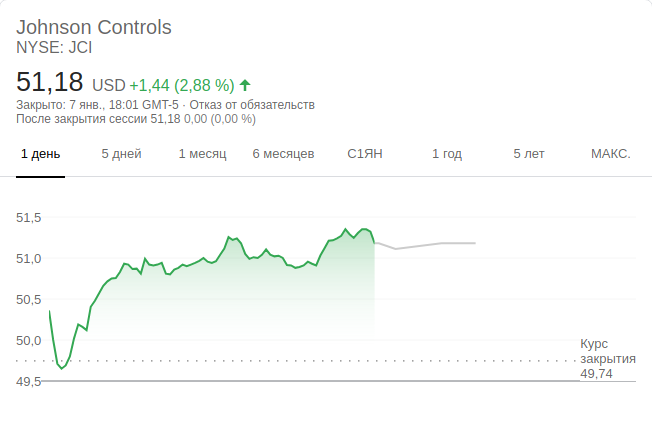 Johnson Controls
NYSE: JCI
51,18 USD +1,44 (2,88 %)
Закрыто: 7 янв., 18:01 GMT-5 · Отказ от обязательств
После закрытия сессии 51,18 0,00 (0,00 %)
1 день 5 дней 1 месяц 6 месяцев С1ЯН 1 год 5 лет МАКС.
51,5
51,0
50,5
50,0
49,5
Курс
закрытия
49,74